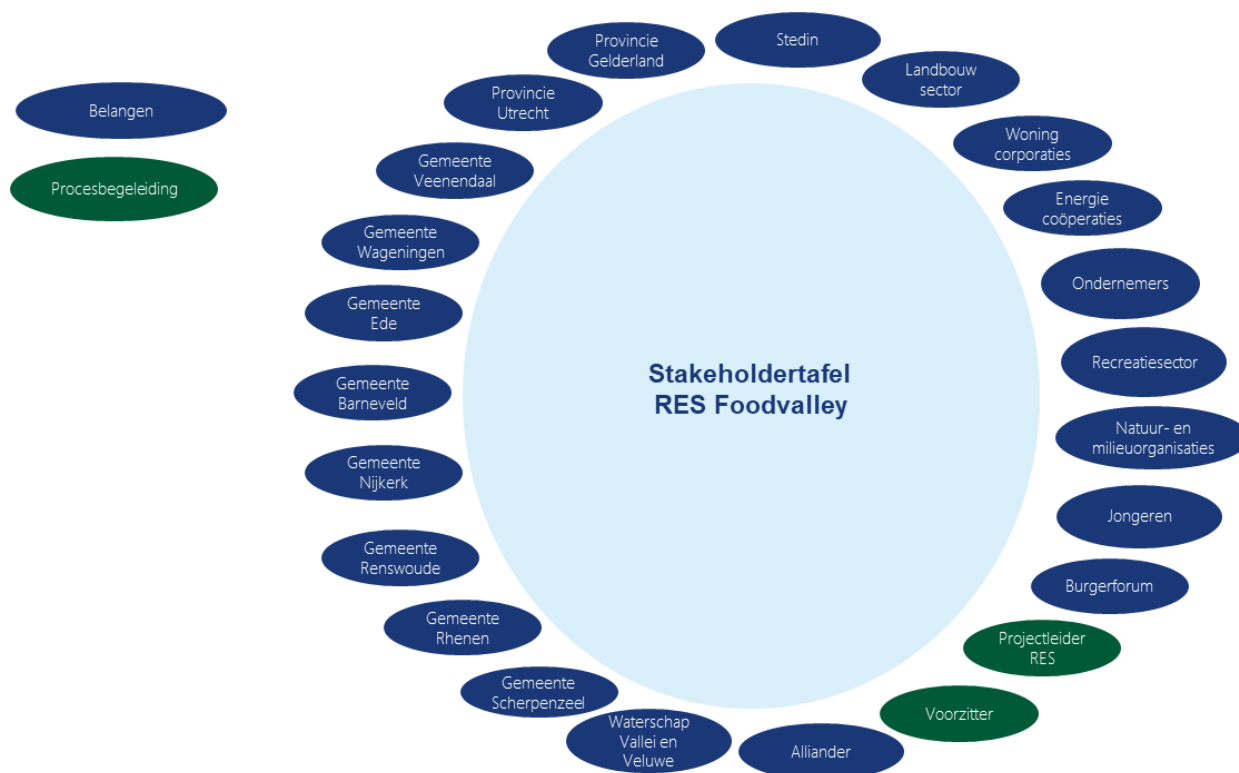 Belangen
Procesbegeleiding
Stakeholdertafel
RES Foodvalley
Stedin
Landbouw
sector
Woning
corporaties
Energie
coöperaties
Ondernemers
Recreatiesector
Natuur- en
milieuorganisaties
Jongeren
Burgerforum
Projectleider
RES
Voorzitter
Alliander
Waterschap
Vallei en
Veluwe
Gemeente
Scherpenzeel
Gemeente
Rhenen
Gemeente
Renswoude
Gemeente
Nijkerk
Gemeente
Barneveld
Gemeente
Ede
Gemeente
Wageningen
Gemeente
Veenendaal
Provincie
Utrecht
Provincie
Gelderland